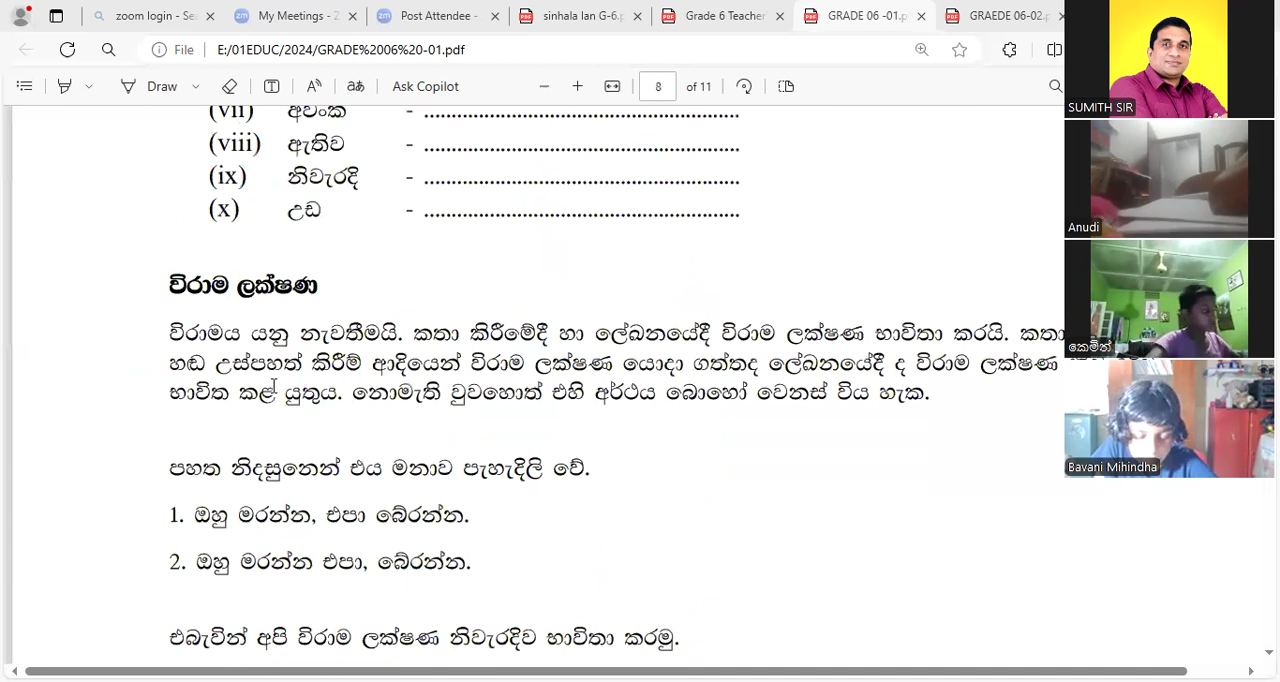 zoom login - Se
My Meetings - Z
Post Attendee -
sinhala lan G-6.p
Grade 6 Teacher
GRADE 06 -01.p
GRAEDE 06-02.p
File E:/01EDUC/2024/GRADE%2006%20-01.pdf
Draw
Ask Copilot
8 of 11
(vii) අවංක - ................................................
(viii) ඇතිව - ................................................
(ix) නිවැරදි - ................................................
(x) උඩ - ................................................
විරාම ලක්ෂණ
විරාමය යනු නැවතීමයි. කතා කිරීමේදී හා ලේඛනයේදී විරාම ලක්ෂණ භාවිතා කරයි. කතා
හඬ උස්පහත් කිරීම් ආදයෙන් විරාම ලක්ෂණ යොදා ගත්තද ලේඛනයේදී ද විරාම ලක්ෂණ
භාවිත කළ යුතුය. නොමැති වුවහොත් එහි අර්ථය බොහෝ වෙනස් විය හැක.
පහත නිදසුනෙන් එය මනාව පැහැදිලි වේ.
1. ඔහු මරන්න, එපා බේරන්න.
2. ඔහු මරන්න එපා, බේරන්න.
එබැවින් අපි විරාම ලක්ෂණ නිවැරදිව භාවිතා කරමු.
SUMITH SIR
Anudi
කෙමිත්
Bavani Mihindha